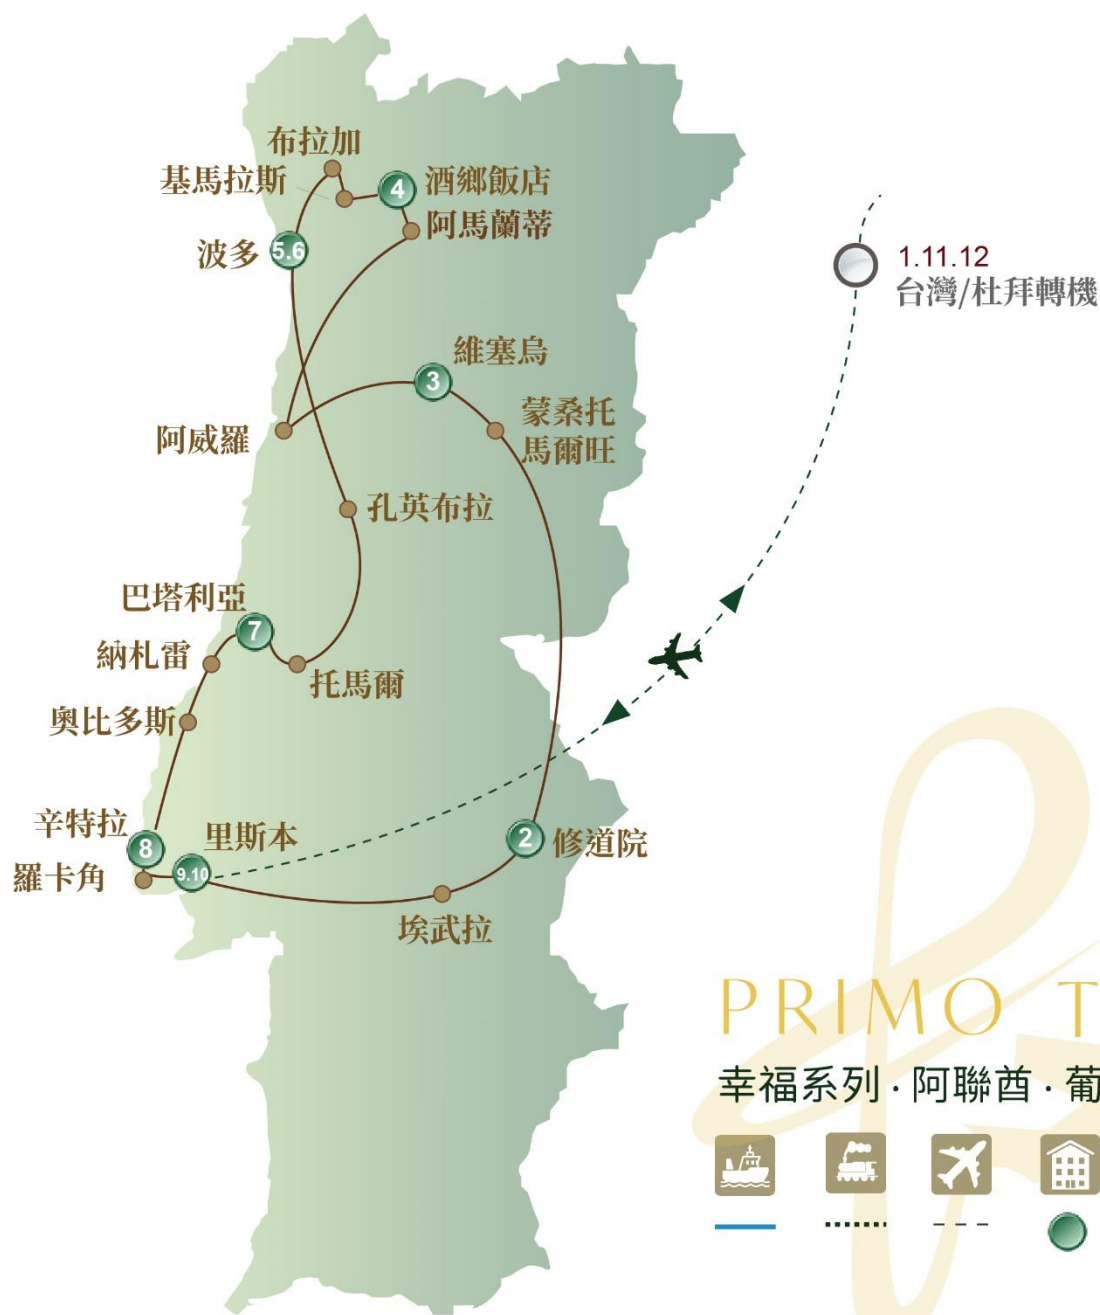 布拉加
基馬拉斯
4
酒鄉飯店
阿馬蘭蒂
波多
5.6
1.11.12
台灣/杜拜轉機
維塞烏
3
蒙桑托
馬爾旺
阿威羅
孔英布拉
巴塔利亞
7
納札雷
托馬爾
奧比多斯
辛特拉
8
里斯本
9.10
羅卡角
2
修道院
埃武拉
PRIMO T
幸福系列·阿聯酋·葡